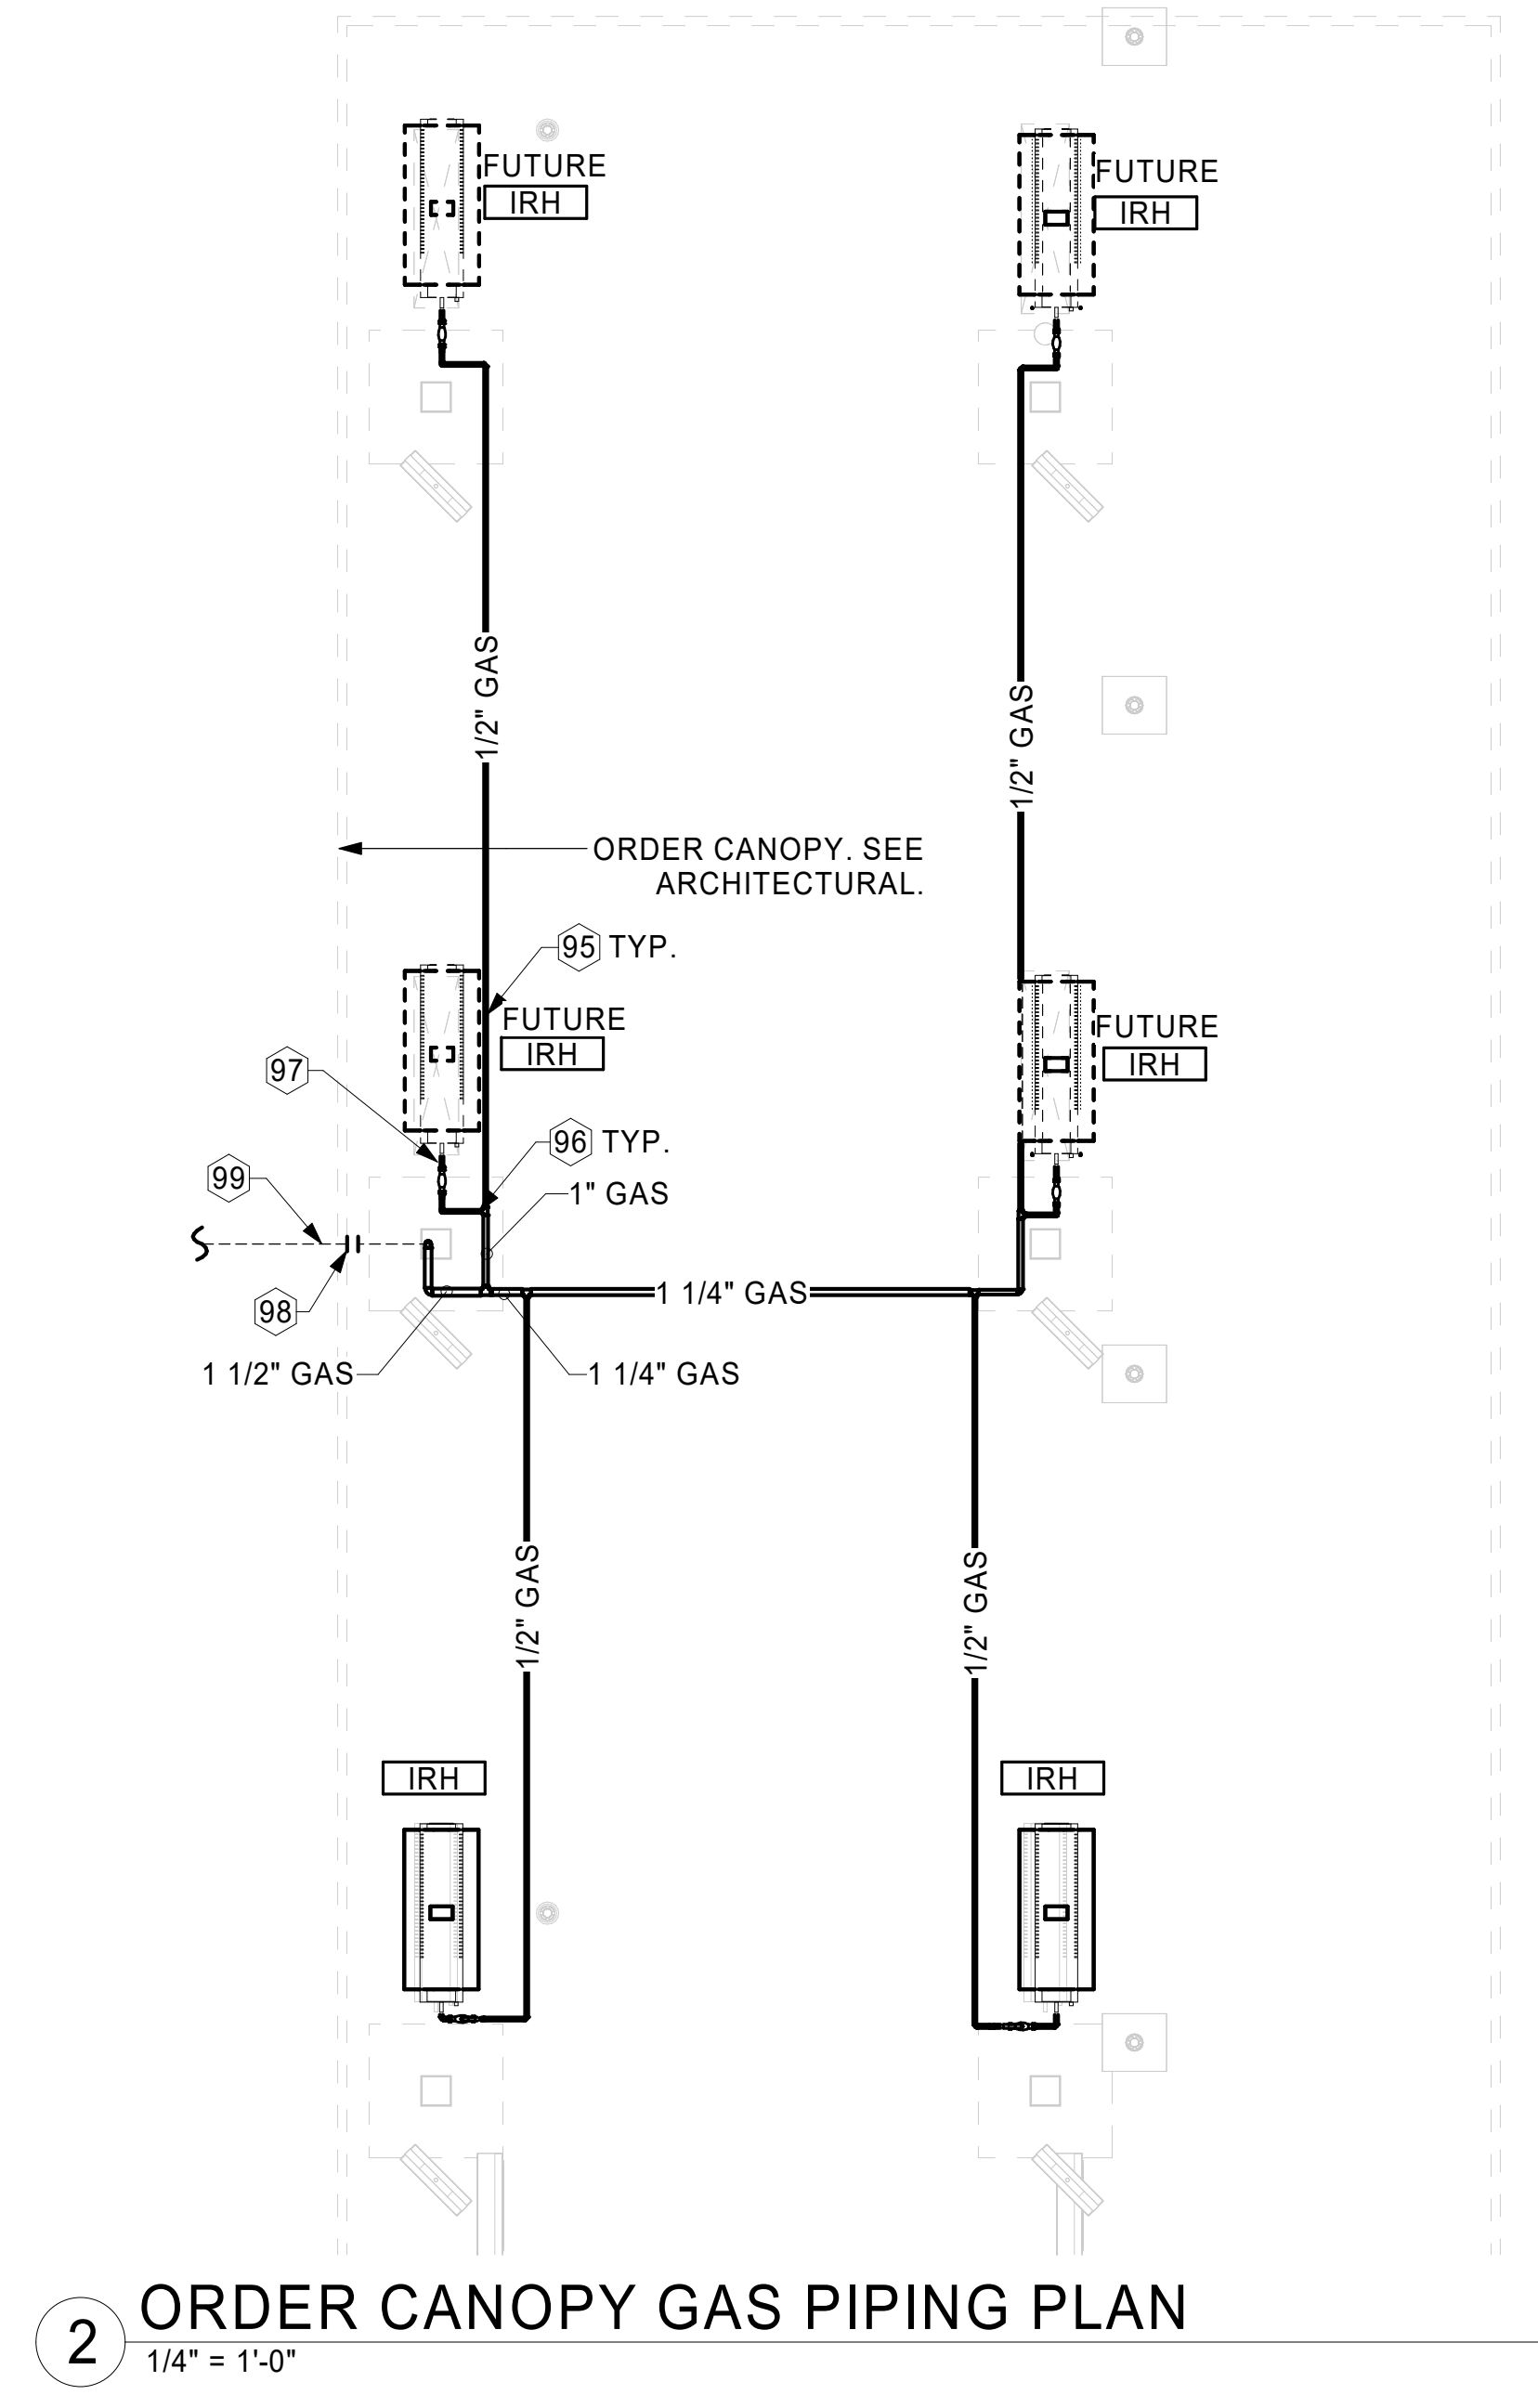 FUTURE
IRH
FUTURE
IRH
1/2" GAS
1/2" GAS
ORDER CANOPY. SEE
ARCHITECTURAL.
95 TYP.
FUTURE
IRH
FUTURE
IRH
97
96 TYP.
99
1" GAS
98
1 1/4" GAS
1 1/2" GAS
1 1/4" GAS
1/2" GAS
1/2" GAS
IRH
IRH
2
ORDER CANOPY GAS PIPING PLAN
1/4" = 1'-0"